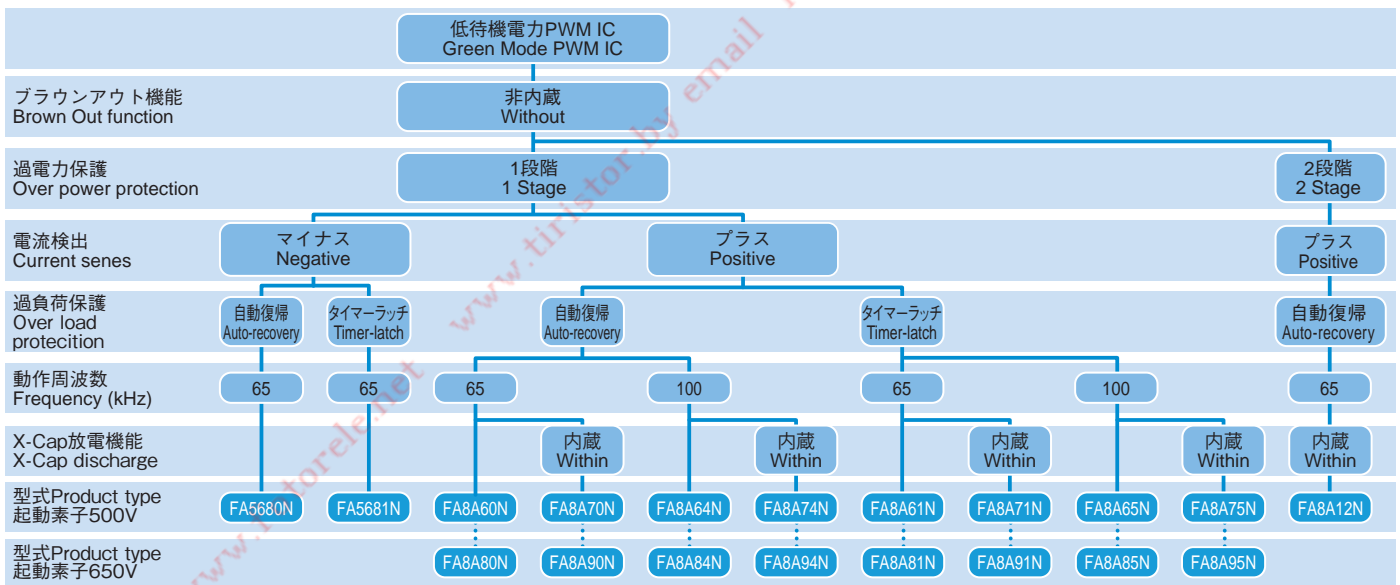 低待機電力PWM IC
Green Mode PWM IC
ブラウンアウト機能
Brown Out function
非内蔵
Without
過電力保護
Over power protection
1段階
1 Stage
2段階
2 Stage
電流検出
Current senes
マイナス
Negative
プラス
Positive
プラス
Positive
過負荷保護
Over load
protecition
自動復帰
Auto-recovery
タイマーラッチ
Timer-latch
自動復帰
Auto-recovery
タイマーラッチ
Timer-latch
自動復帰
Auto-recovery
動作周波数
Frequency (kHz)
65 65 65 100 65 100 65
X-Cap放電機能
X-Cap discharge
内蔵
Within
内蔵
Within
内蔵
Within
内蔵
Within
内蔵
Within
型式Product type
起動素子500V
FA5680N FA5681N FA8A60N FA8A70N FA8A64N FA8A74N FA8A61N FA8A71N FA8A65N FA8A75N FA8A12N
型式Product type
起動素子650V
FA8A80N FA8A90N FA8A84N FA8A94N FA8A81N FA8A91N FA8A85N FA8A95N
www.tiristor.by email